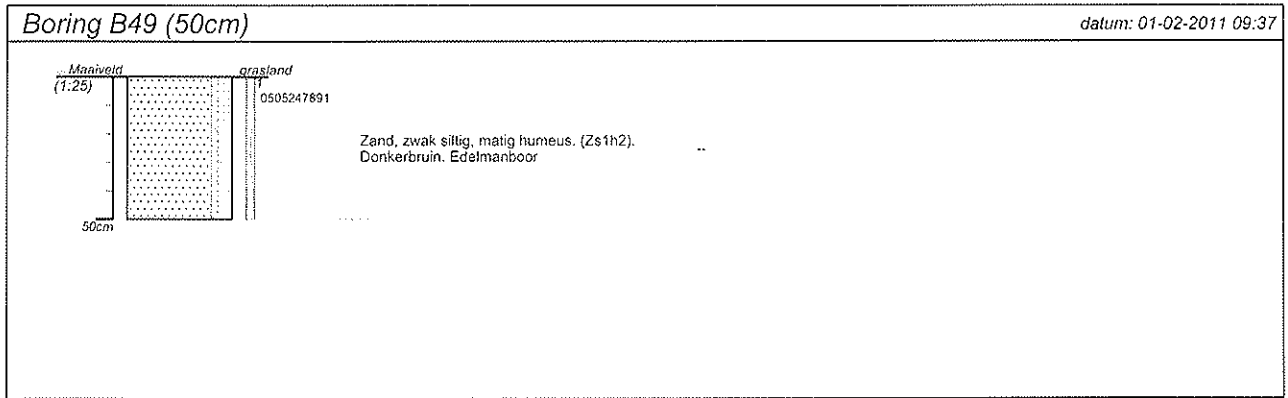 Boring B49 (50cm)
datum: 01-02-2011 09:37
Maaiveld
grasland
(1:25)
1
0505247891
Zand, zwak siltig, matig humeus. (Zs1h2).
Donkerbruin. Edelmanboor
50cm